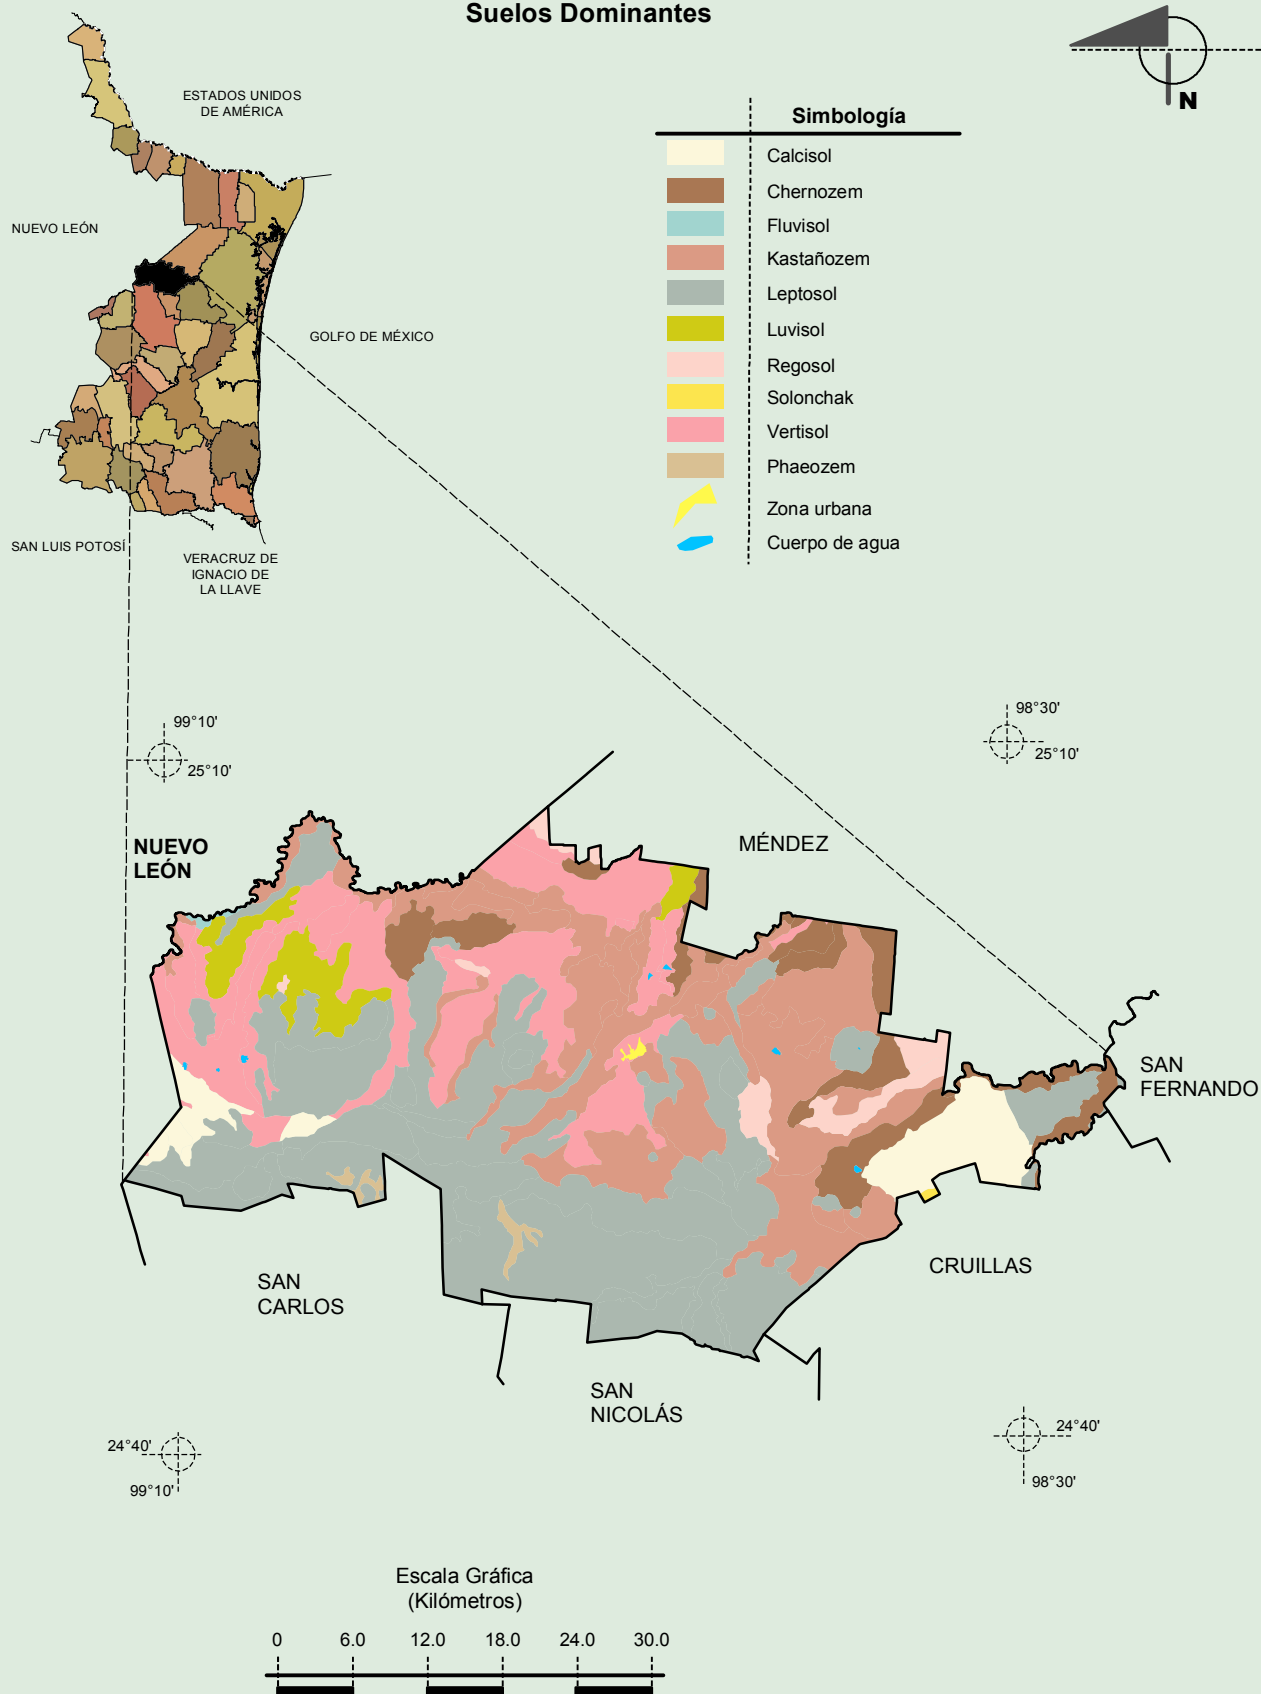 Suelos Dominantes
N
ESTADOS UNIDOS
DE AMÉRICA
NUEVO LEÓN
GOLFO DE MÉXICO
SAN LUIS POTOSÍ
VERACRUZ DE
IGNACIO DE
LA LLAVE
Simbología
Calcisol
Chernozem
Fluvisol
Kastañozem
Leptosol
Luvisol
Regosol
Solonchak
Vertisol
Phaeozem
Zona urbana
Cuerpo de agua
99°10'
25°10'
98°30'
25°10'
NUEVO
LEÓN
MÉNDEZ
SAN
FERNANDO
CRUILLAS
SAN
CARLOS
SAN
NICOLÁS
24°40'
99°10'
24°40'
98°30'
Escala Gráfica
(Kilómetros)
0 6.0 12.0 18.0 24.0 30.0